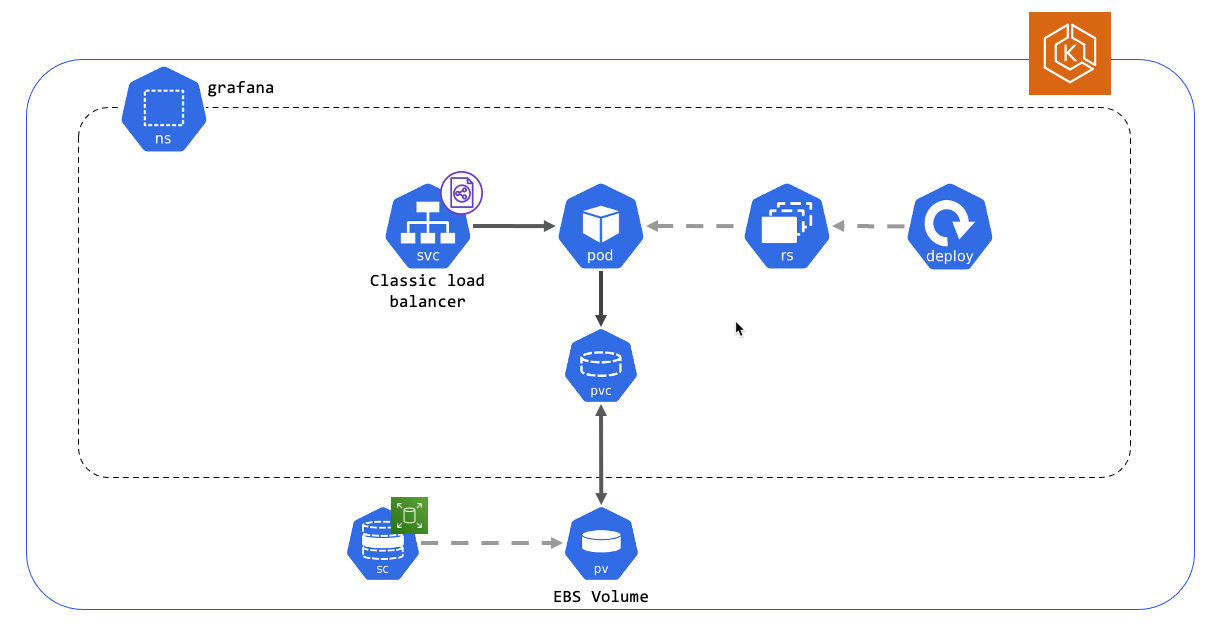 K
grafana
ns
svc
pod
rs
deploy
Classic load
balancer
pvc
sc
pv
EBS Volume